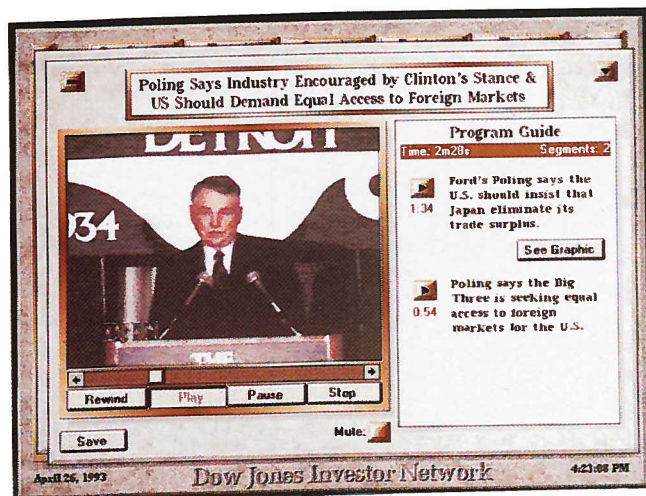 Poling Says Industry Encouraged by Clinton's Stance &
US Should Demand Equal Access to Foreign Markets
DETROIT
934
THE
Rewind
Play
Pause
Stop
Save
Mute:
Program Guide
Time: 2m28s Segments: 2
1:34
Ford's Poling says the
U.S. should insist that
Japan eliminate its
trade surplus.
See Graphic
0:54
Poling says the Big
Three is seeking equal
access to foreign
markets for the U.S.
April 26, 1993
Dow Jones Investor Network
4:23:08 PM